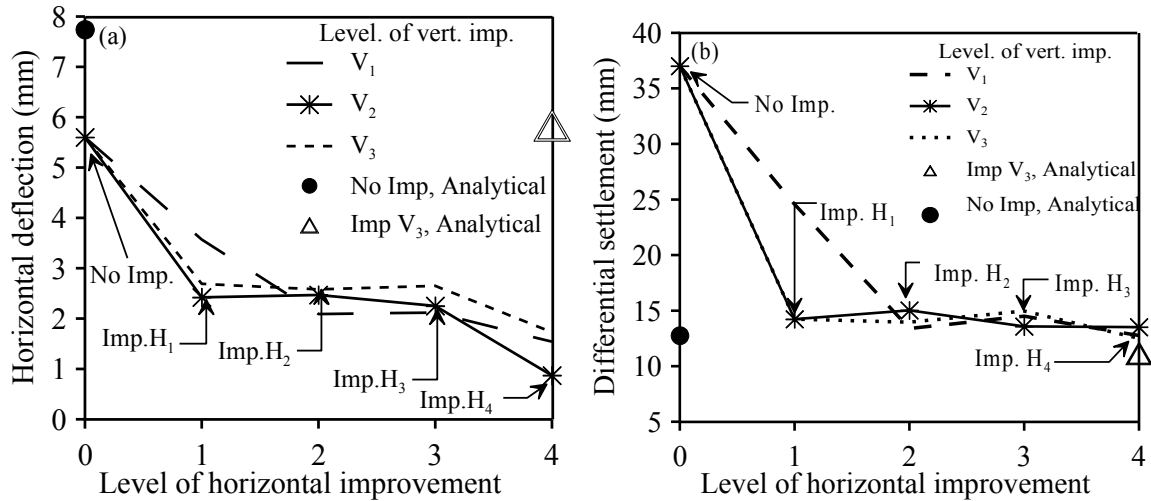 (a)
Horizontal deflection (mm)
8
7
6
5
4
3
2
1
0
Level. of vert. imp.
V₁
V₂
V₃
No Imp, Analytical
Imp V₃, Analytical
No Imp.
Imp.H₁
Imp.H₂
Imp.H₃
Imp.H₄
0 1 2 3 4
Level of horizontal improvement
(b)
Differential settlement (mm)
40
35
30
25
20
15
10
5
Level of vert. imp.
V₁
V₂
V₃
Imp V₃, Analytical
No Imp, Analytical
No Imp.
Imp. H₁
Imp. H₂
Imp. H₃
Imp. H₄
0 1 2 3 4
Level of horizontal improvement